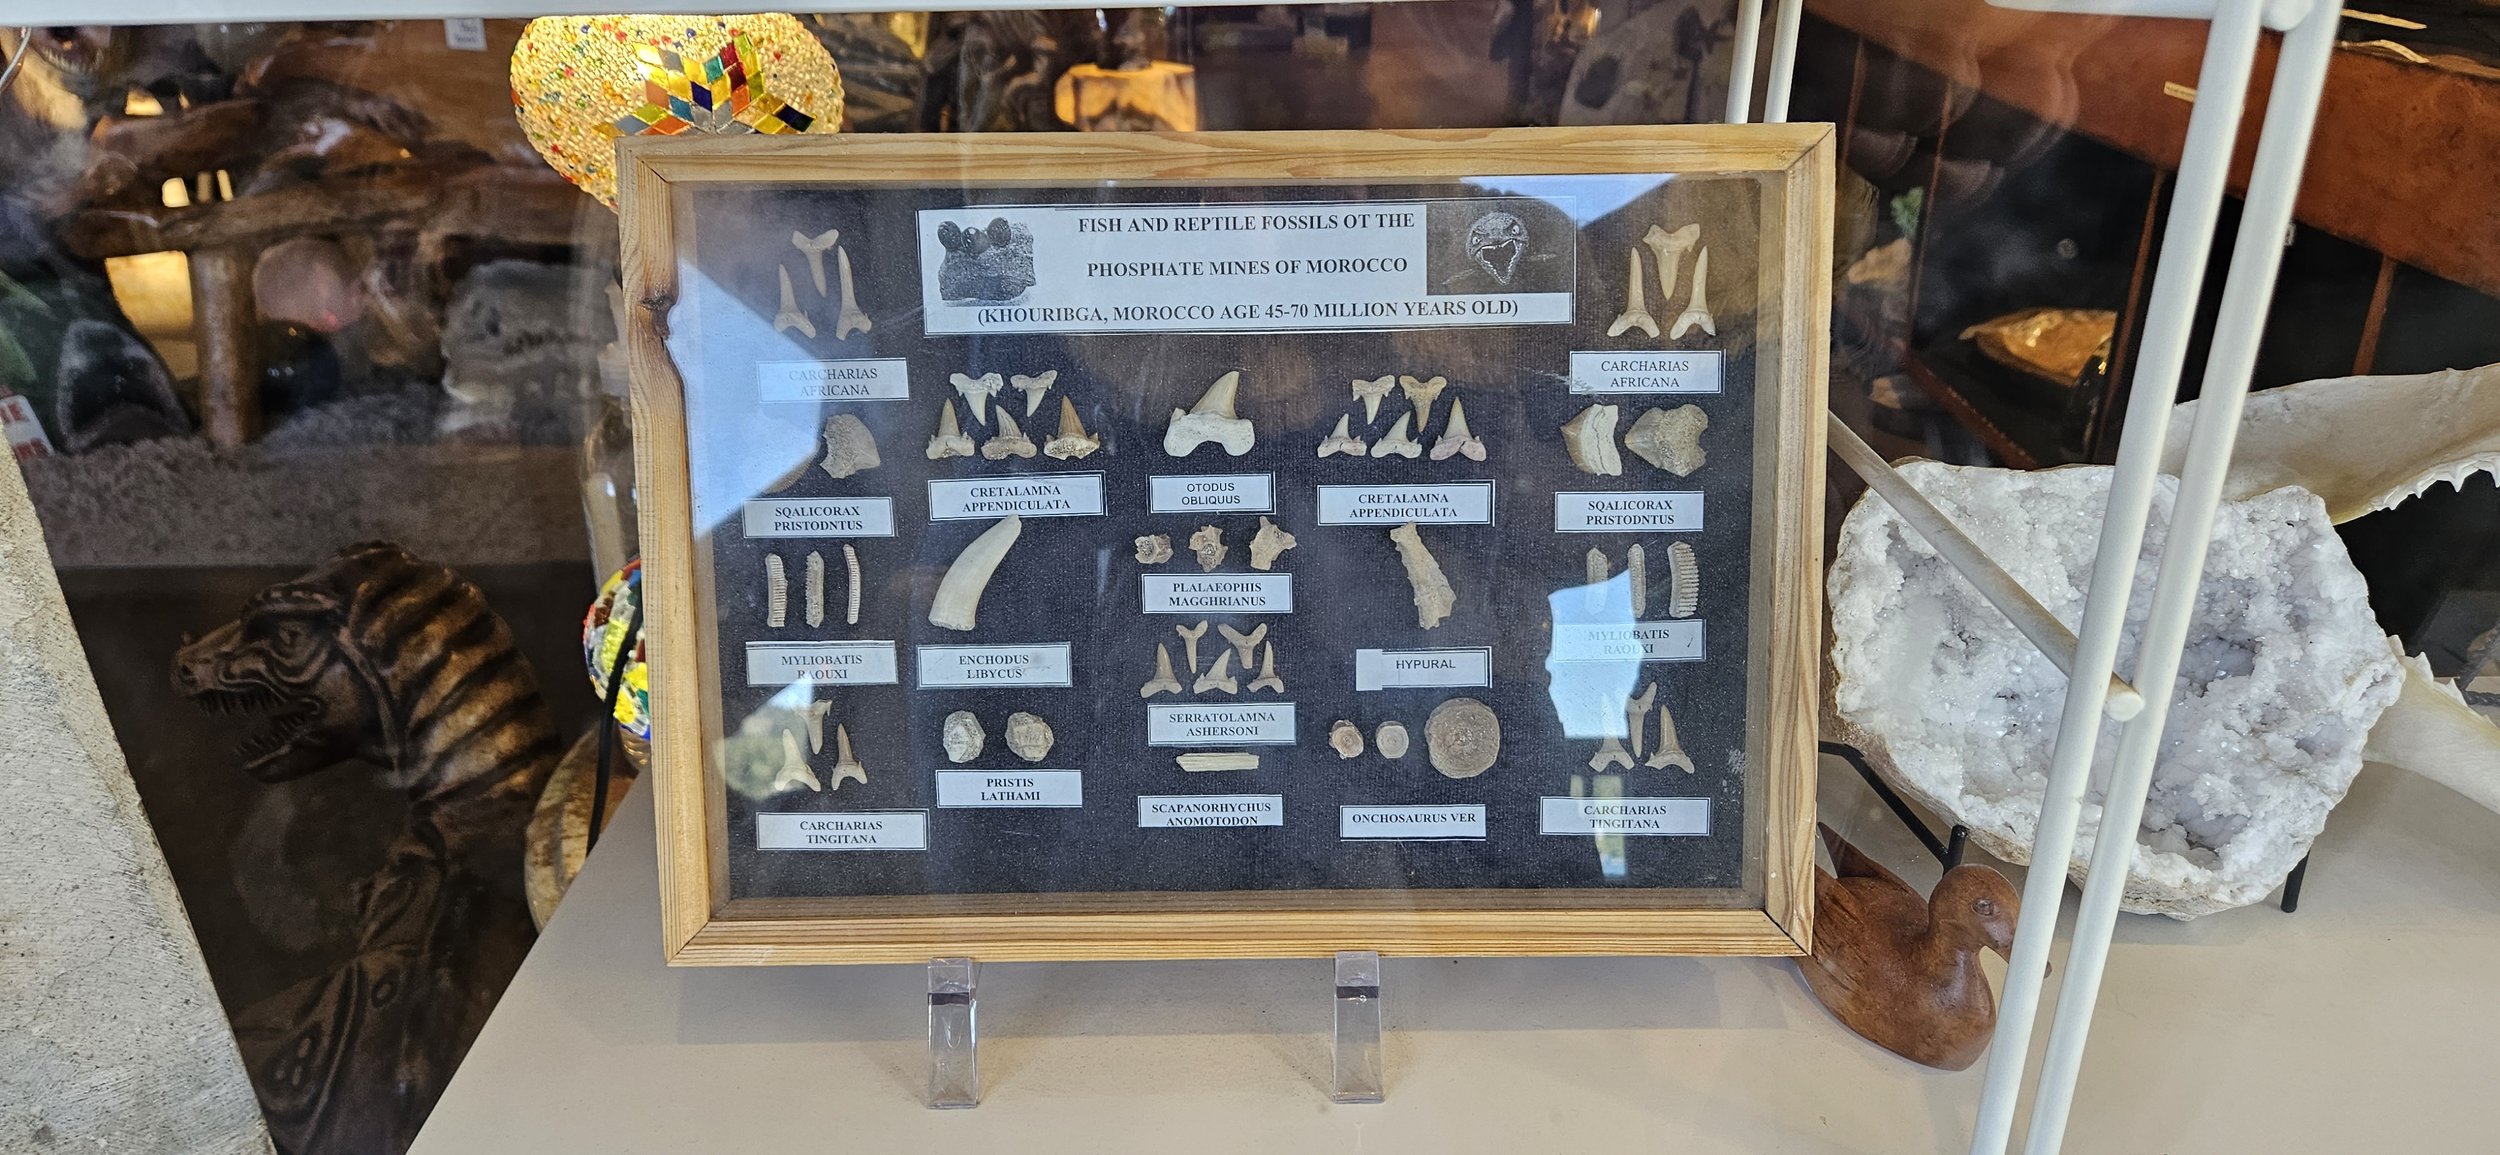 FISH AND REPTILE FOSSILS OT THE
PHOSPHATE MINES OF MOROCCO
(KHOURIBGA, MOROCCO AGE 45-70 MILLION YEARS OLD)
CARCHARIAS
AFRICANA
CARCHARIAS
AFRICANA
SQALICORAX
PRISTODNTUS
CRETALAMNA
APPENDICULATA
OTODUS
OBLIQUUS
CRETALAMNA
APPENDICULATA
SQALICORAX
PRISTODNTUS
PLALAEOPHIS
MAGGHRIANUS
MYLIOBATIS
RAOUXI
ENCHODUS
LIBYCUS
HYPURAL
MYLIOBATIS
RAOUXI
SERRATOLAMNA
ASHERSONI
PRISTIS
LATHAMI
CARCHARIAS
TINGITANA
SCAPANORHYCHUS
ANOMOTODON
ONCHOSAURUS VER
CARCHARIAS
TINGITANA